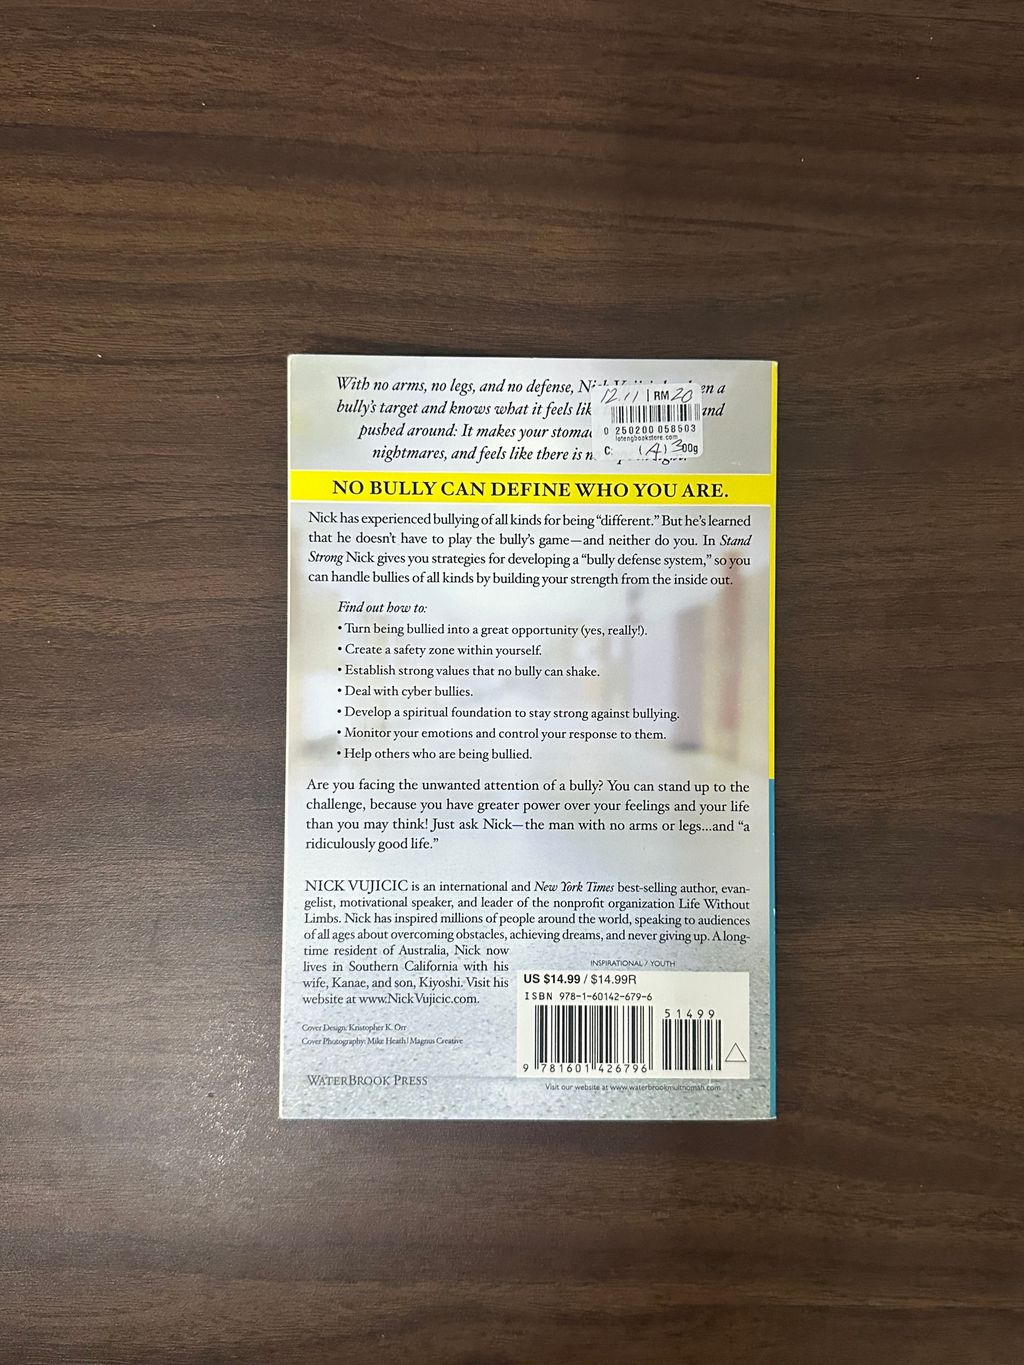 With no arms, no legs, and no defense,
12.11 | RM 20
bully's target and knows what it feels
and
0 250200 058503
pushed around: It makes your
C: (A) 300g
nightmares, and feels like there is
NO BULLY CAN DEFINE WHO YOU ARE.
Nick has experienced bullying of all kinds for being “different.” But he's learned
that he doesn't have to play the bully's game—and neither do you. In Stand
Strong Nick gives you strategies for developing a “bully defense system,” so you
can handle bullies of all kinds by building your strength from the inside out.
Find out how to:
• Turn being bullied into a great opportunity (yes, really!).
• Create a safety zone within yourself.
• Establish strong values that no bully can shake.
• Deal with cyber bullies.
• Develop a spiritual foundation to stay strong against bullying.
• Monitor your emotions and control your response to them.
• Help others who are being bullied.
Are you facing the unwanted attention of a bully? You can stand up to the
challenge, because you have greater power over your feelings and your life
than you may think! Just ask Nick—the man with no arms or legs...and “a
ridiculously good life.”
NICK VUJICIC is an international and New York Times best-selling author, evan-
gelist, motivational speaker, and leader of the nonprofit organization Life Without
Limbs. Nick has inspired millions of people around the world, speaking to audiences
of all ages about overcoming obstacles, achieving dreams, and never giving up. A long-
time resident of Australia, Nick now
lives in Southern California with his
wife, Kanae, and son, Kiyoshi. Visit his
website at www.NickVujicic.com.
Cover Design: Kristopher K. Orr
Cover Photography: Mike Heath | Magnus Creative
WATERBROOK PRESS
INSPIRATIONAL / YOUTH
US $14.99 / $14.99R
ISBN 978-1-60142-679-6
51499
9 781601 426796
Visit our website at www.waterbrookmultnomah.com